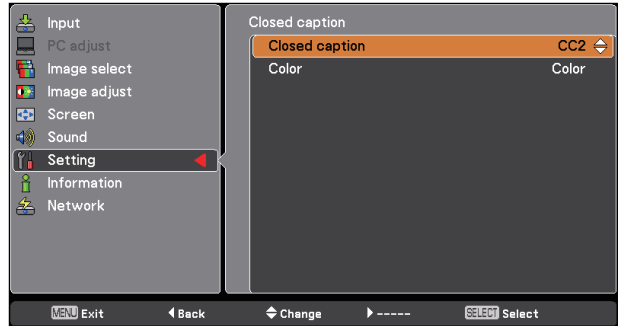 Input
PC adjust
Image select
Image adjust
Screen
Sound
Setting
Information
Network
Closed caption
Closed caption CC2
Color Color
MENU Exit Back Change ----- SELECT Select